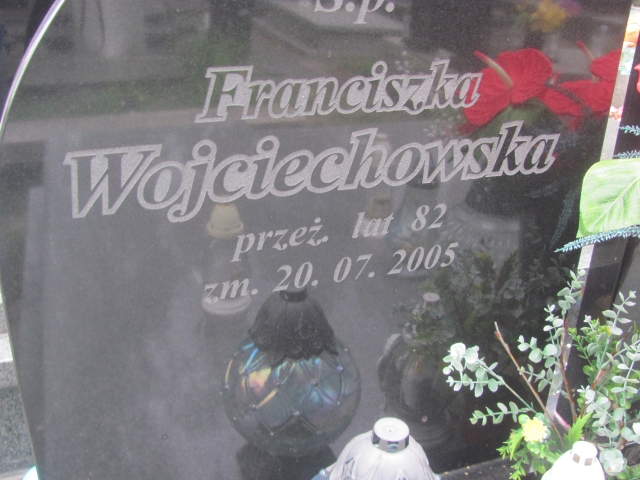 Ś.p.
Franciszka
Wojciechowska
przeż. lat 82
zm. 20. 07. 2005